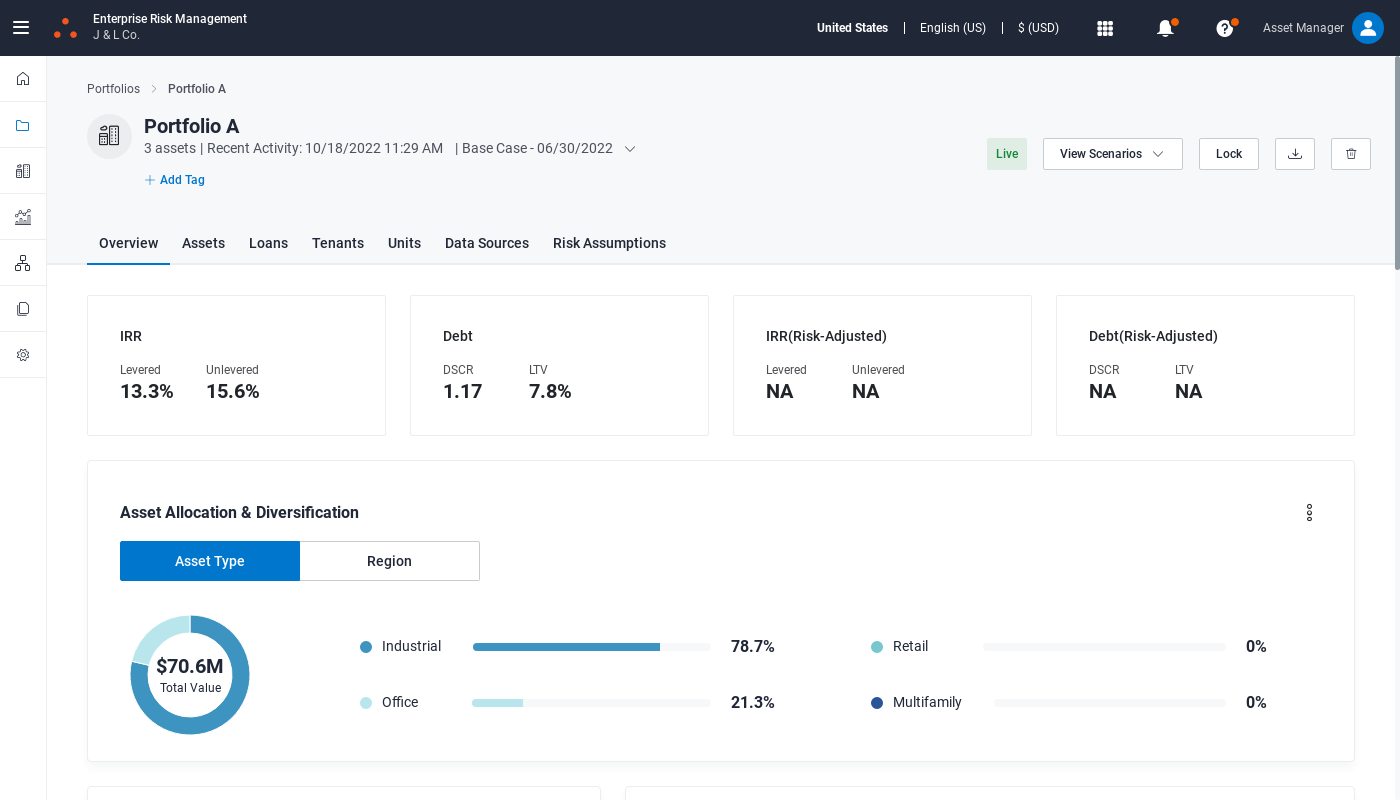 Enterprise Risk Management
J & L Co.
United States | English (US) | $ (USD)
Asset Manager
Portfolios > Portfolio A
Portfolio A
3 assets | Recent Activity: 10/18/2022 11:29 AM | Base Case - 06/30/2022
+ Add Tag
Live
View Scenarios
Lock
Overview Assets Loans Tenants Units Data Sources Risk Assumptions
IRR
Levered Unlevered
13.3% 15.6%
Debt
DSCR LTV
1.17 7.8%
IRR(Risk-Adjusted)
Levered Unlevered
NA NA
Debt(Risk-Adjusted)
DSCR LTV
NA NA
Asset Allocation & Diversification
Asset Type Region
$70.6M
Total Value
Industrial 78.7%
Retail 0%
Office 21.3%
Multifamily 0%